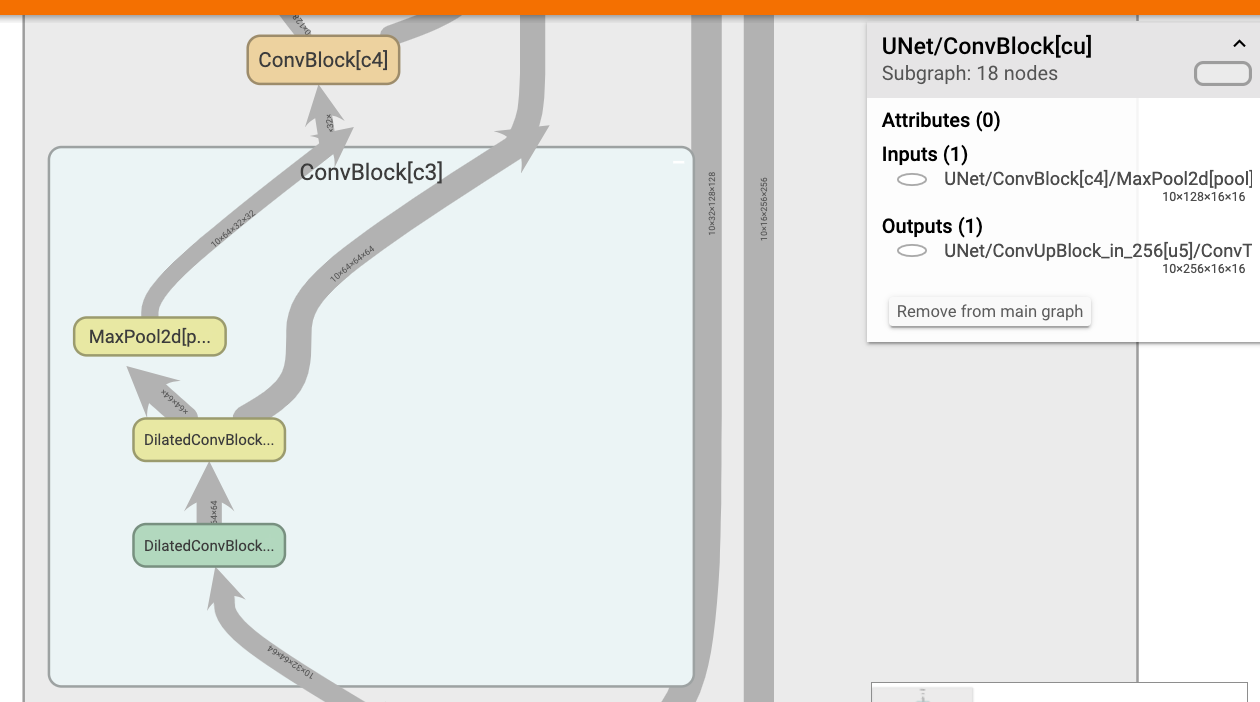 ConvBlock[c4]
×32×
ConvBlock[c3]
10×64×32×32
10×64×64×64
10×32×128×128
10×16×256×256
MaxPool2d[p...
×64×64×
DilatedConvBlock...
64×64
DilatedConvBlock...
10×32×64×64
UNet/ConvBlock[cu]
Subgraph: 18 nodes
Attributes (0)
Inputs (1)
UNet/ConvBlock[c4]/MaxPool2d[pool]
10×128×16×16
Outputs (1)
UNet/ConvUpBlock_in_256[u5]/ConvT
10×256×16×16
Remove from main graph